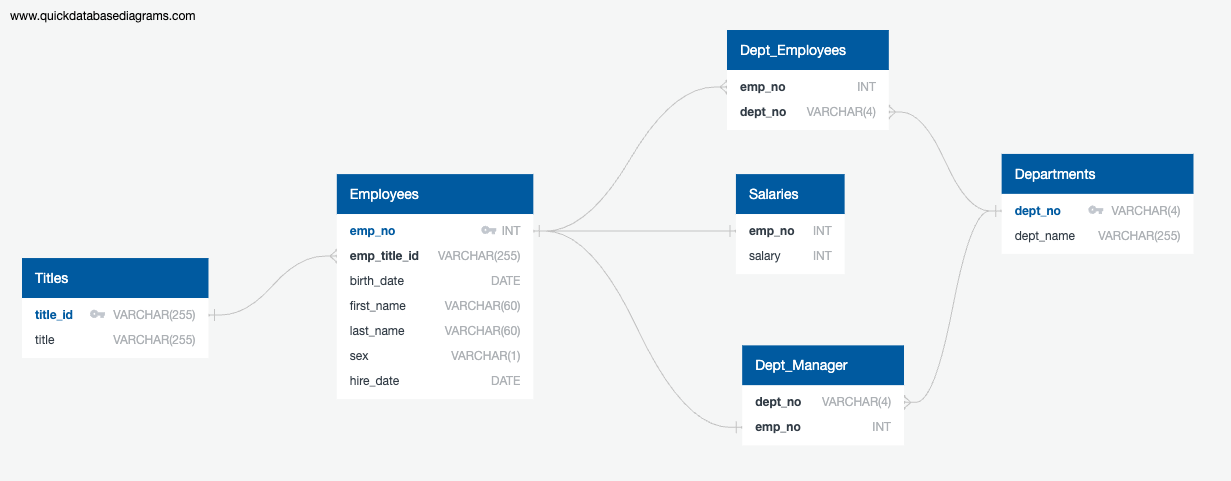 www.quickdatabasediagrams.com
Titles
title_id VARCHAR(255)
title VARCHAR(255)
Employees
emp_no INT
emp_title_id VARCHAR(255)
birth_date DATE
first_name VARCHAR(60)
last_name VARCHAR(60)
sex VARCHAR(1)
hire_date DATE
Dept_Employees
emp_no INT
dept_no VARCHAR(4)
Salaries
emp_no INT
salary INT
Dept_Manager
dept_no VARCHAR(4)
emp_no INT
Departments
dept_no VARCHAR(4)
dept_name VARCHAR(255)